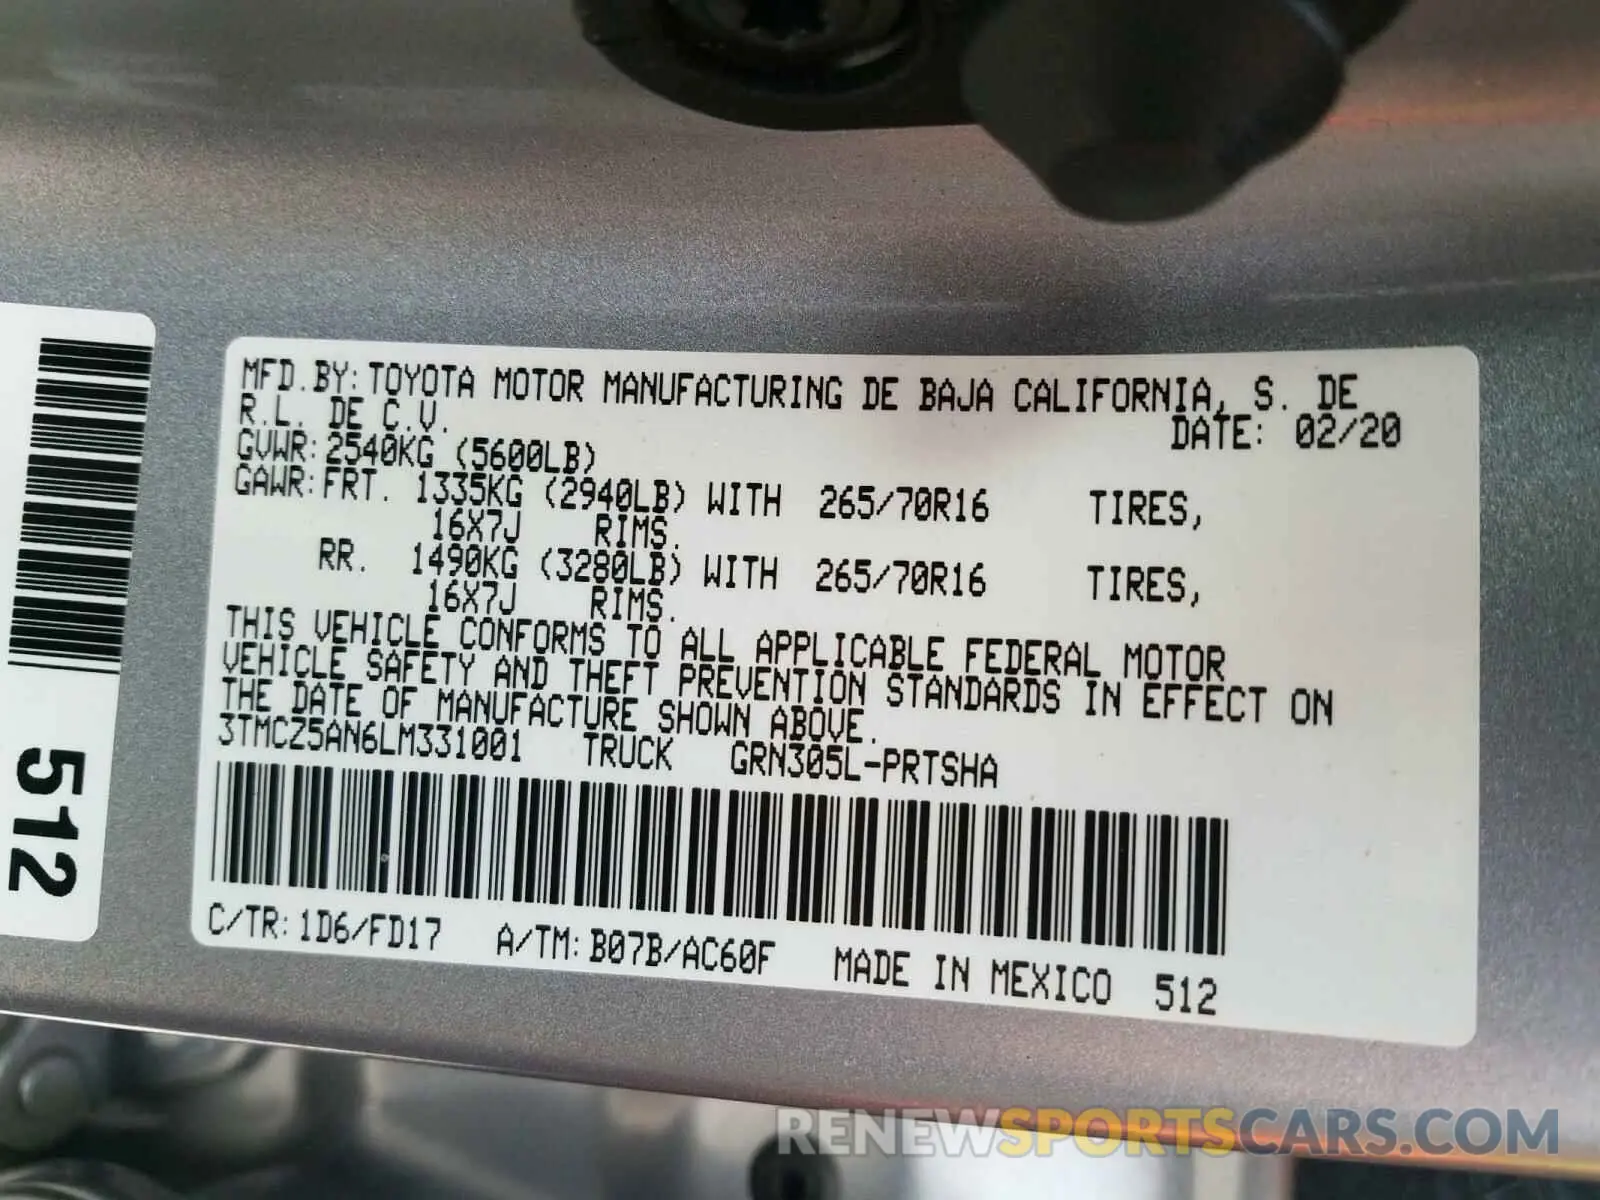 MFD.BY:TOYOTA MOTOR MANUFACTURING DE BAJA CALIFORNIA, S. DE
R.L. DE C.V. DATE: 02/20
GVWR:2540KG (5600LB)
GAWR:FRT. 1335KG (2940LB) WITH 265/70R16 TIRES,
16X7J RIMS.
RR. 1490KG (3280LB) WITH 265/70R16 TIRES,
16X7J RIMS.
THIS VEHICLE CONFORMS TO ALL APPLICABLE FEDERAL MOTOR
VEHICLE SAFETY AND THEFT PREVENTION STANDARDS IN EFFECT ON
THE DATE OF MANUFACTURE SHOWN ABOVE.
3TMCZ5AN6LM331001 TRUCK GRN305L-PRTSHA
C/TR:1D6/FD17 A/TM:B07B/AC60F MADE IN MEXICO 512
512
RENEWSPORTSCARS.COM